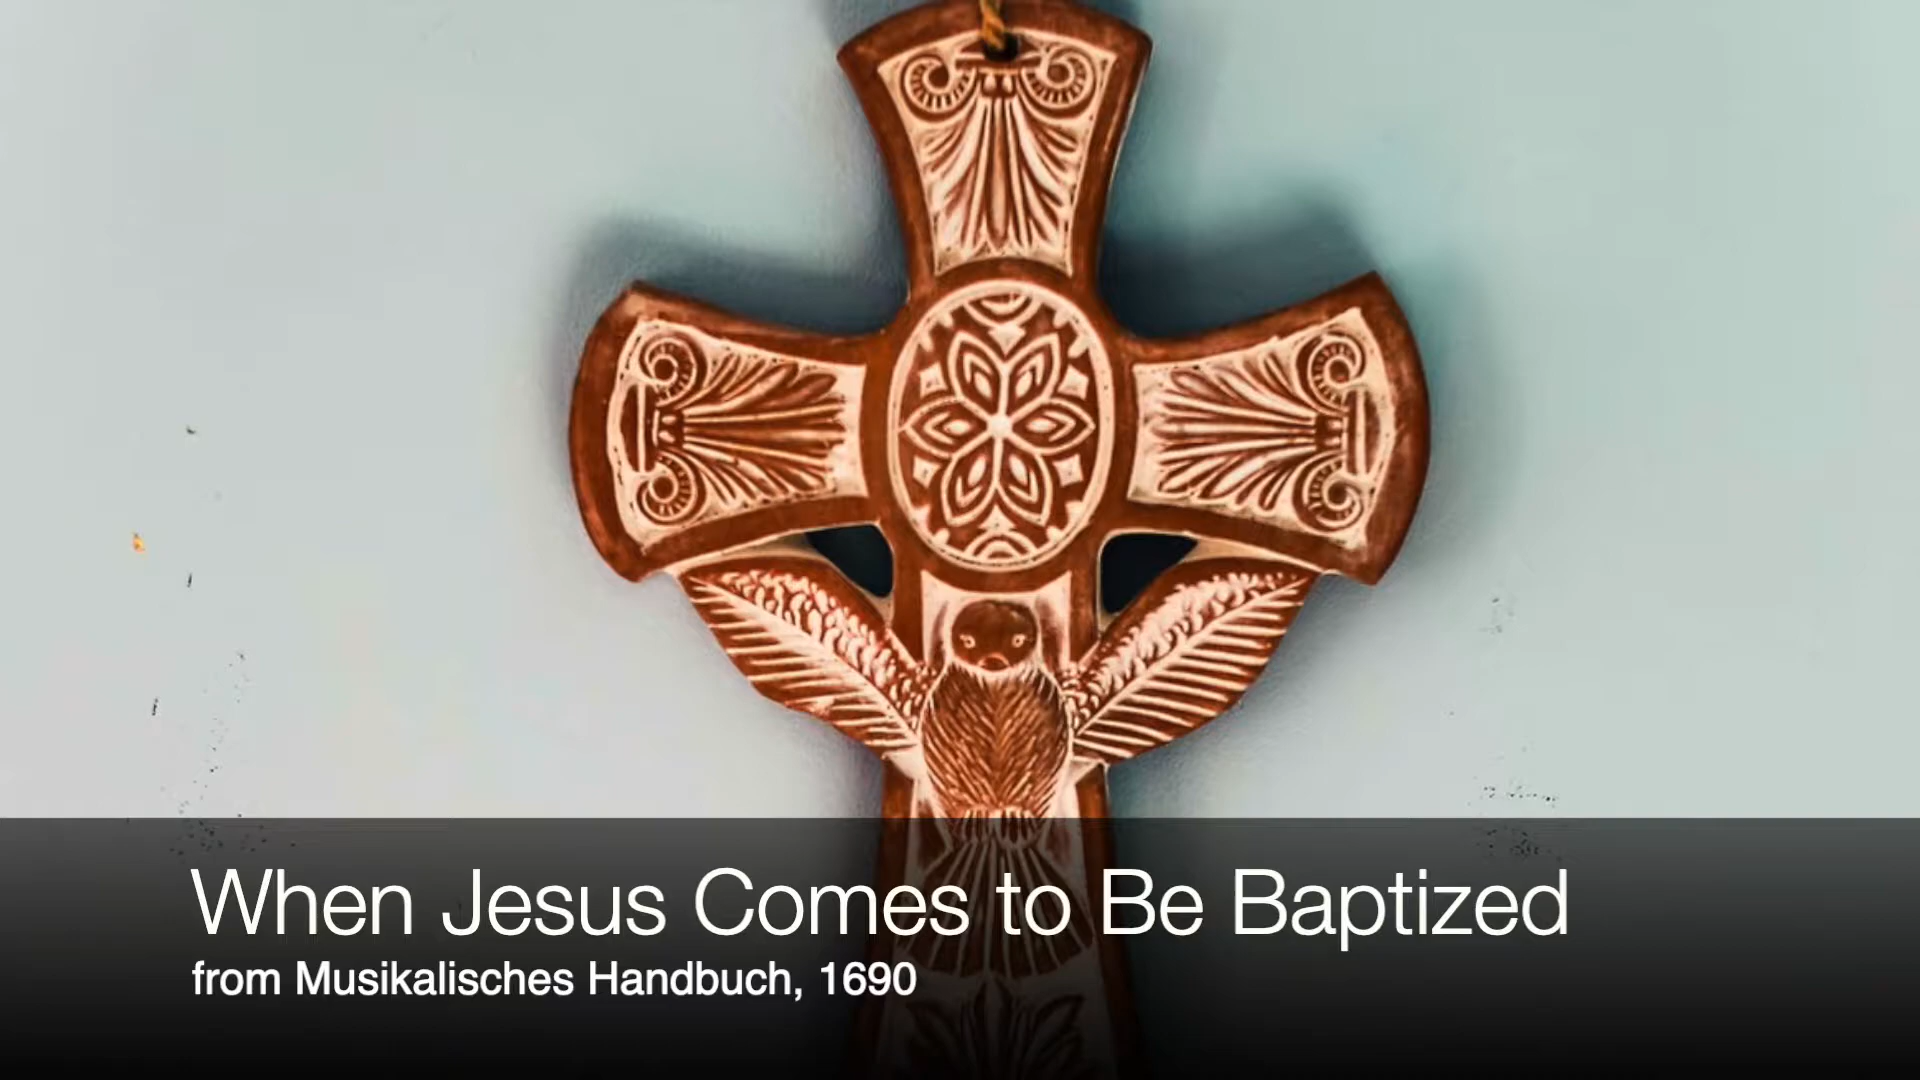 When Jesus Comes to Be Baptized
from Musikalisches Handbuch, 1690